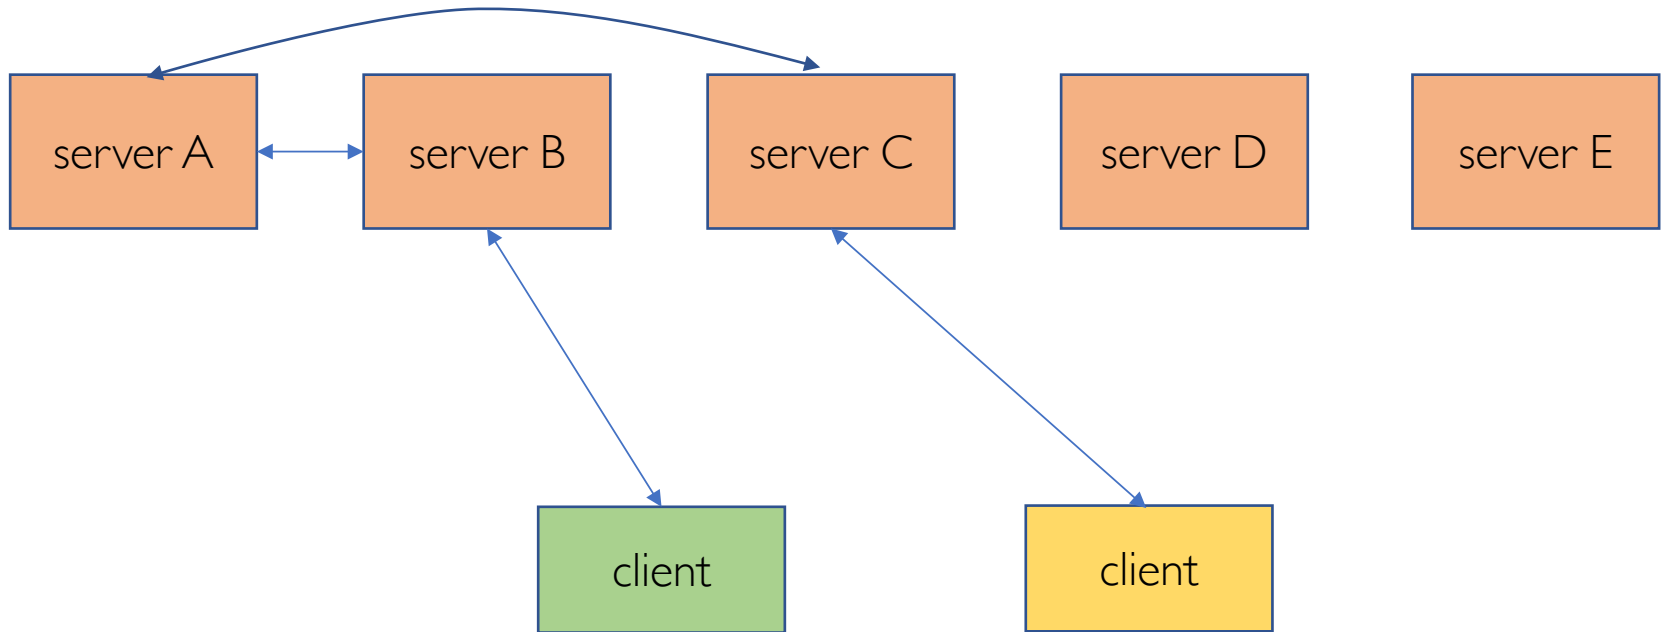 server A
server B
server C
server D
server E
client
client